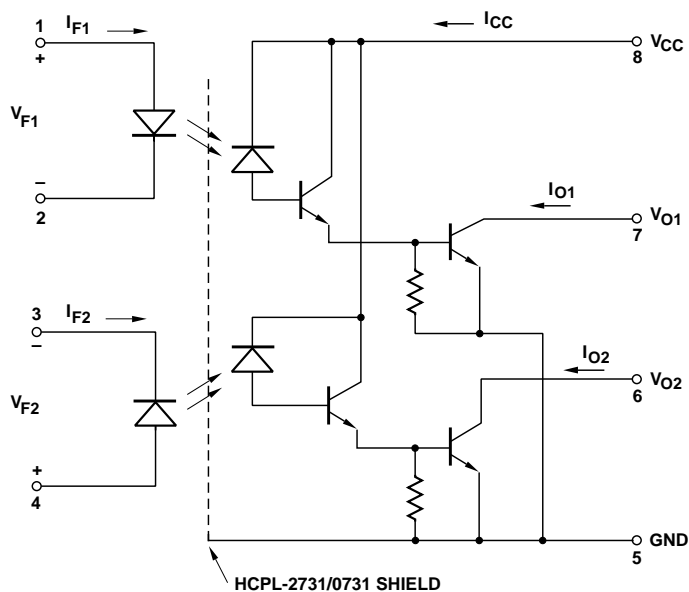 1
I_F1
+
V_F1
–
2
3
I_F2
–
V_F2
+
4
I_CC
V_CC
8
I_O1
V_O1
7
I_O2
V_O2
6
GND
5
HCPL-2731/0731 SHIELD